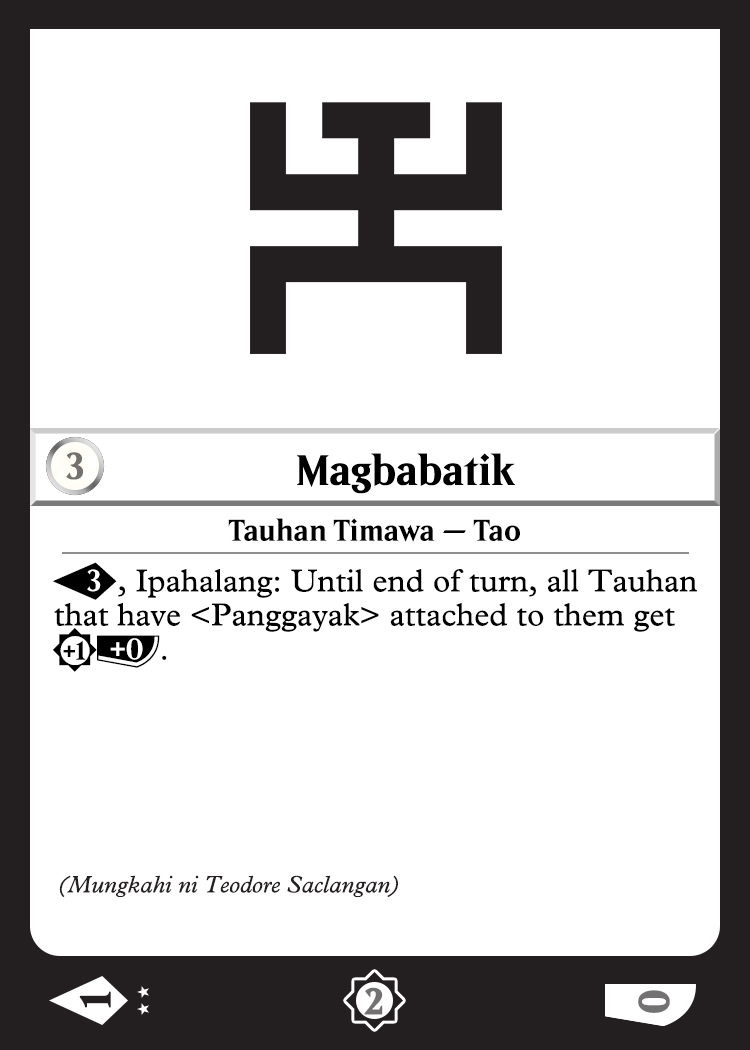 3 Magbabatik
Tauhan Timawa — Tao
3, Ipahalang: Until end of turn, all Tauhan
that have <Panggayak> attached to them get
+1 +0.
(Mungkahi ni Teodore Saclangan)
1 2 0